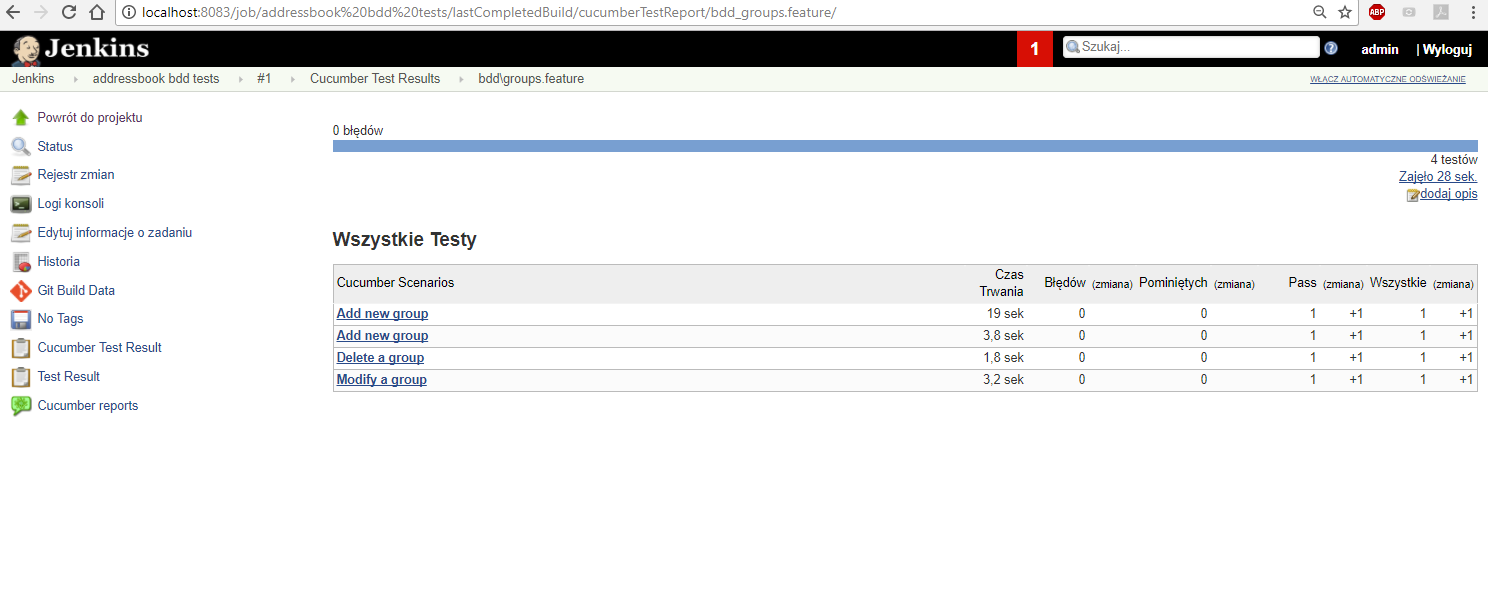 localhost:8083/job/addressbook%20bdd%20tests/lastCompletedBuild/cucumberTestReport/bdd_groups.feature/
ABP
Jenkins
1
Szukaj...
?
admin
| Wyloguj
Jenkins
addressbook bdd tests
#1
Cucumber Test Results
bdd\groups.feature
WŁĄCZ AUTOMATYCZNE ODŚWIEŻANIE
Powrót do projektu
Status
Rejestr zmian
Logi konsoli
Edytuj informacje o zadaniu
Historia
Git Build Data
No Tags
Cucumber Test Result
Test Result
Cucumber reports
0 błędów
4 testów
Zajęło 28 sek.
dodaj opis
Wszystkie Testy
Cucumber Scenarios Czas Trwania Błędów (zmiana) Pominiętych (zmiana) Pass (zmiana) Wszystkie (zmiana)
Add new group 19 sek 0 0 1 +1 1 +1
Add new group 3,8 sek 0 0 1 +1 1 +1
Delete a group 1,8 sek 0 0 1 +1 1 +1
Modify a group 3,2 sek 0 0 1 +1 1 +1